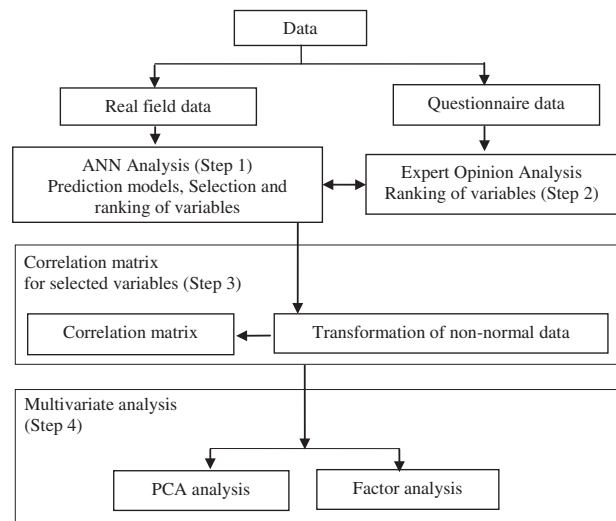 Data
Real field data
Questionnaire data
ANN Analysis (Step 1)
Prediction models, Selection and
ranking of variables
Expert Opinion Analysis
Ranking of variables (Step 2)
Correlation matrix
for selected variables (Step 3)
Correlation matrix
Transformation of non-normal data
Multivariate analysis
(Step 4)
PCA analysis
Factor analysis